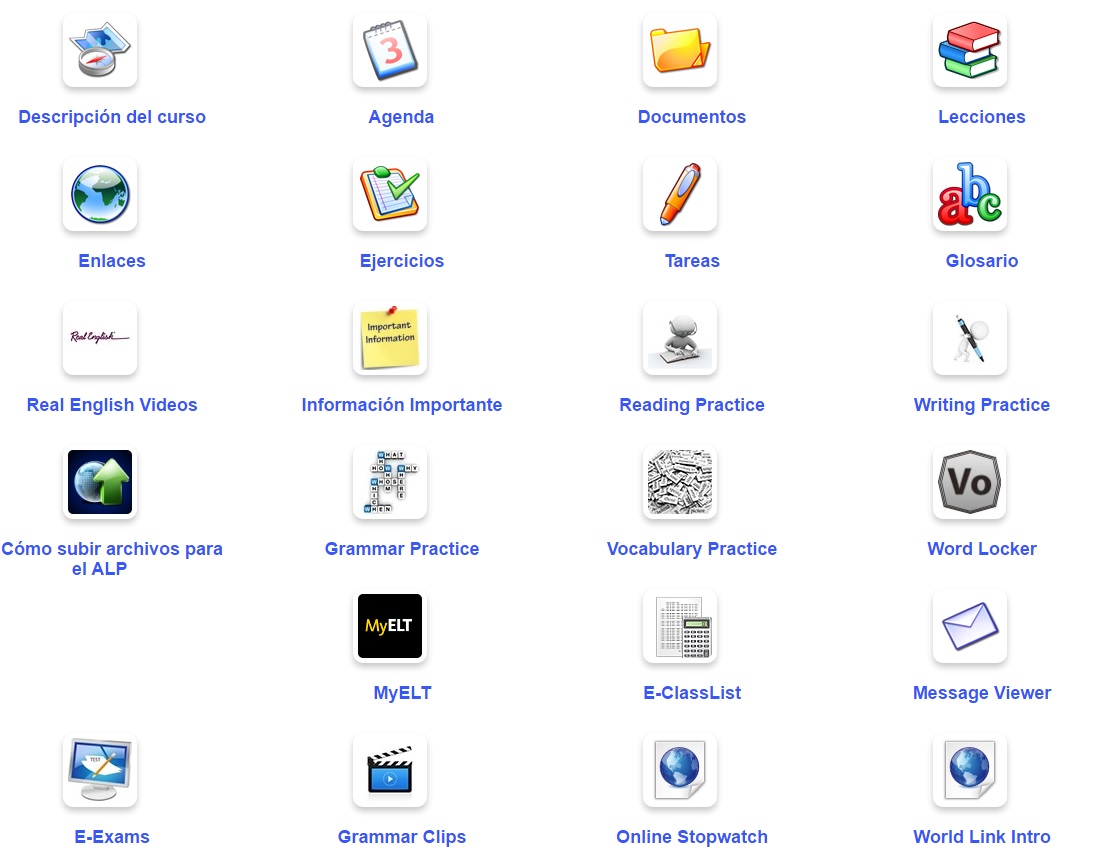 3
Descripción del curso
Agenda
Documentos
Lecciones
abc
Enlaces
Ejercicios
Tareas
Glosario
Real English
Important
Information
Real English Videos
Información Importante
Reading Practice
Writing Practice
WHAT
HOW
WHY
WHOSE
WHEN
Vo
Cómo subir archivos para
el ALP
Grammar Practice
Vocabulary Practice
Word Locker
MyELT
MyELT
E-ClassList
Message Viewer
TEST
E-Exams
Grammar Clips
Online Stopwatch
World Link Intro